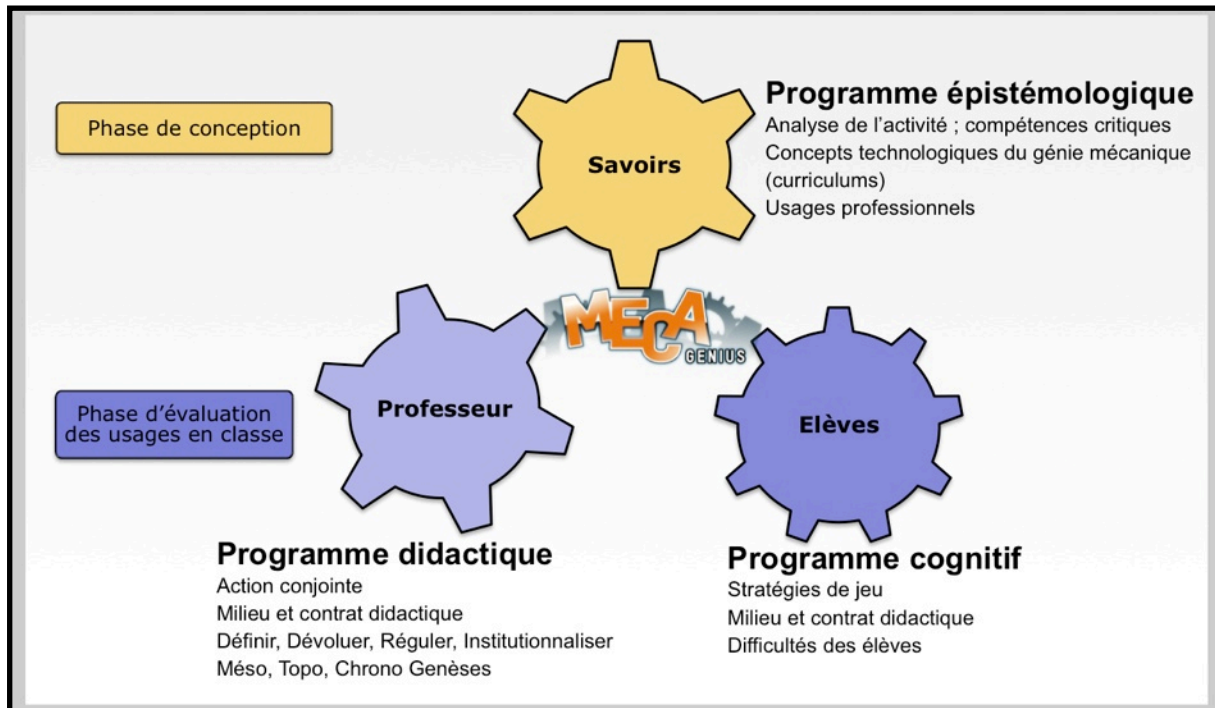 Phase de conception
Savoirs
Programme épistémologique
Analyse de l'activité ; compétences critiques
Concepts technologiques du génie mécanique
(curriculums)
Usages professionnels
MECA
GENIUS
Phase d'évaluation
des usages en classe
Professeur
Elèves
Programme didactique
Action conjointe
Milieu et contrat didactique
Définir, Dévoluer, Réguler, Institutionnaliser
Méso, Topo, Chrono Genèses
Programme cognitif
Stratégies de jeu
Milieu et contrat didactique
Difficultés des élèves